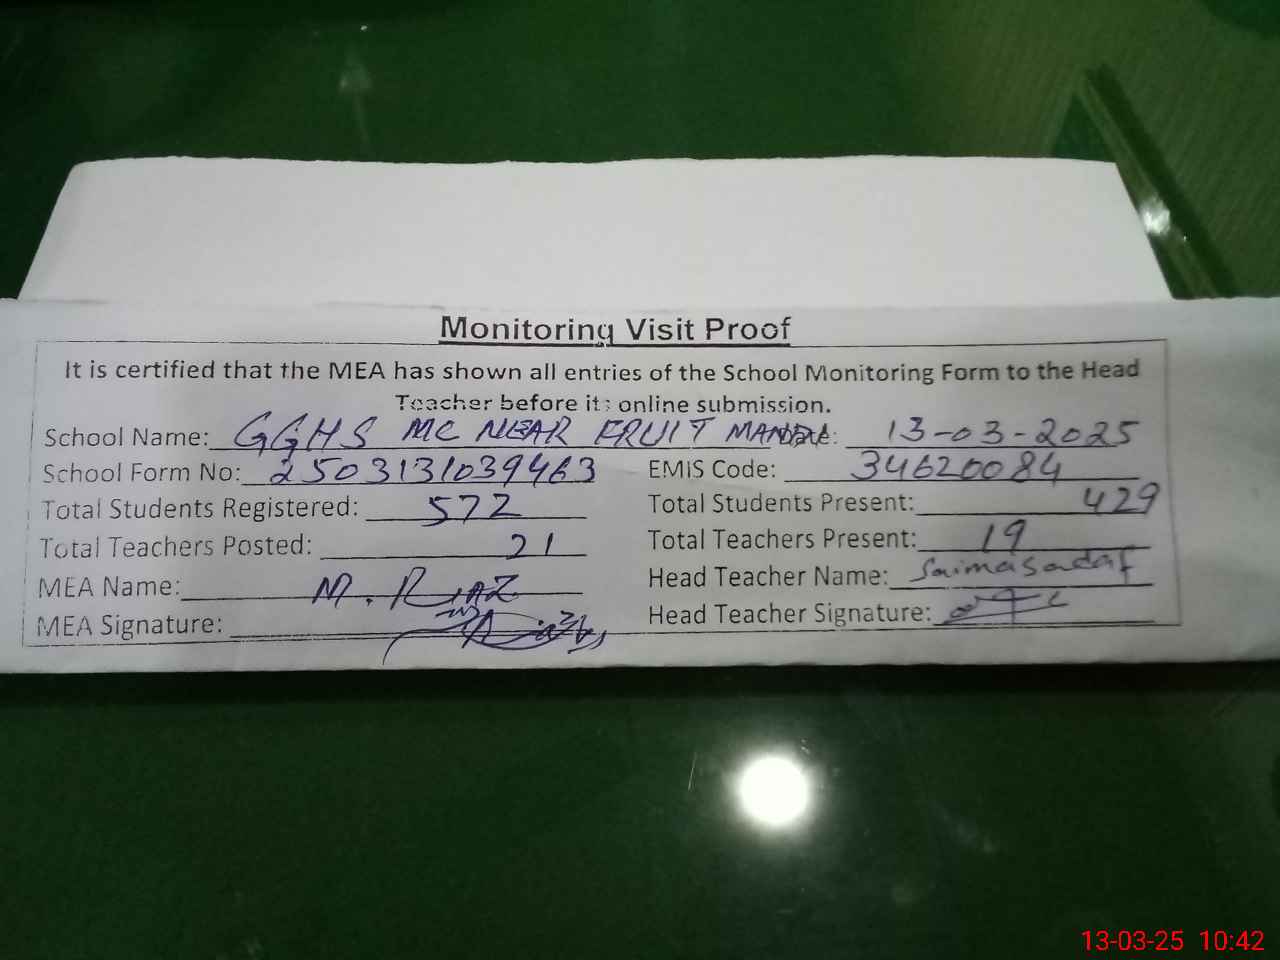 Monitoring Visit Proof
It is certified that the MEA has shown all entries of the School Monitoring Form to the Head
Teacher before its online submission.
School Name: GGHS MC NEAR FRUIT MANDI Date: 13-03-2025
School Form No: 2503131039463 EMIS Code: 34620084
Total Students Registered: 572 Total Students Present: 429
Total Teachers Posted: 21 Total Teachers Present: 19
MEA Name: M. RIAZ Head Teacher Name: Saima Sadaf
MEA Signature: Head Teacher Signature:
13-03-25 10:42